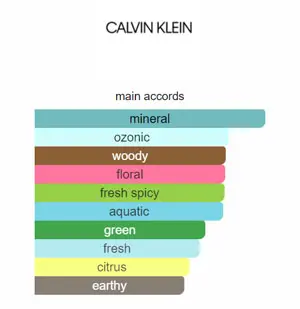 CALVIN KLEIN
main accords
mineral
ozonic
woody
floral
fresh spicy
aquatic
green
fresh
citrus
earthy